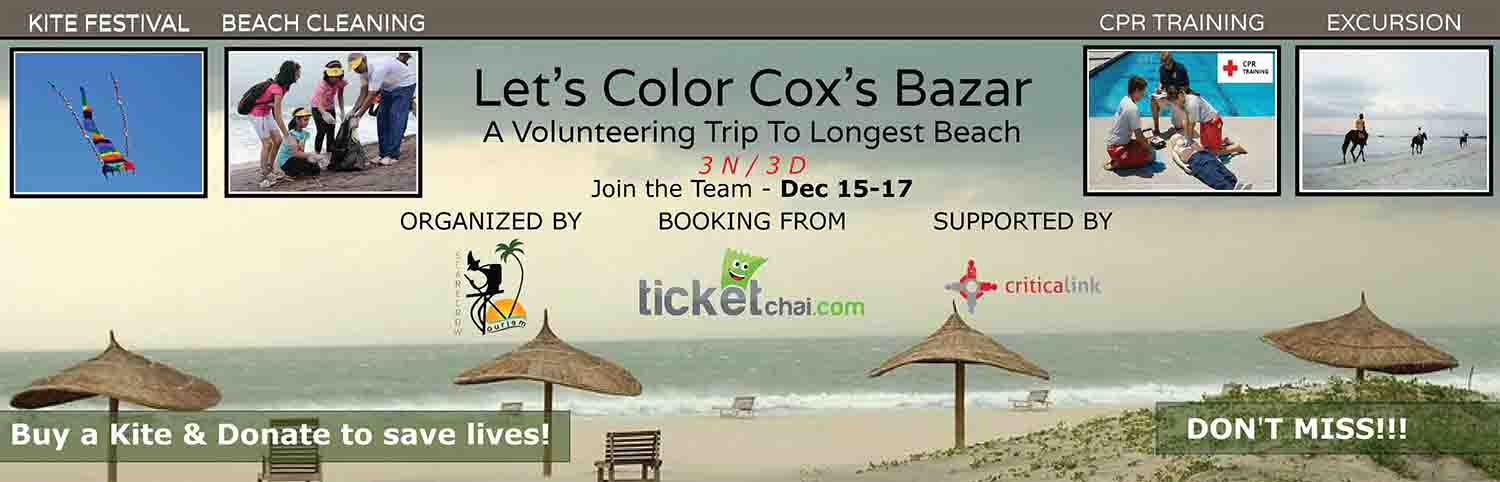 KITE FESTIVAL
BEACH CLEANING
CPR TRAINING
EXCURSION
CPR
TRAINING
Let's Color Cox's Bazar
A Volunteering Trip To Longest Beach
3 N / 3 D
Join the Team - Dec 15-17
ORGANIZED BY
BOOKING FROM
SUPPORTED BY
SCARECROW
Tourism
ticketchai.com
criticalink
Buy a Kite & Donate to save lives!
DON'T MISS!!!